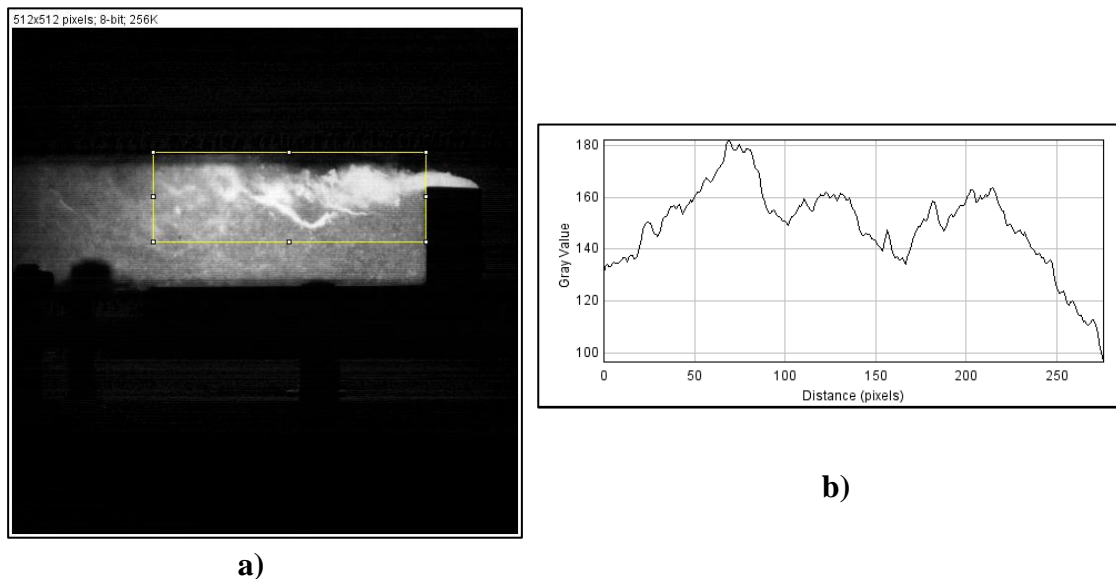 512x512 pixels; 8-bit; 256K
180
160
140
120
100
Gray Value
0 50 100 150 200 250
Distance (pixels)
a)
b)